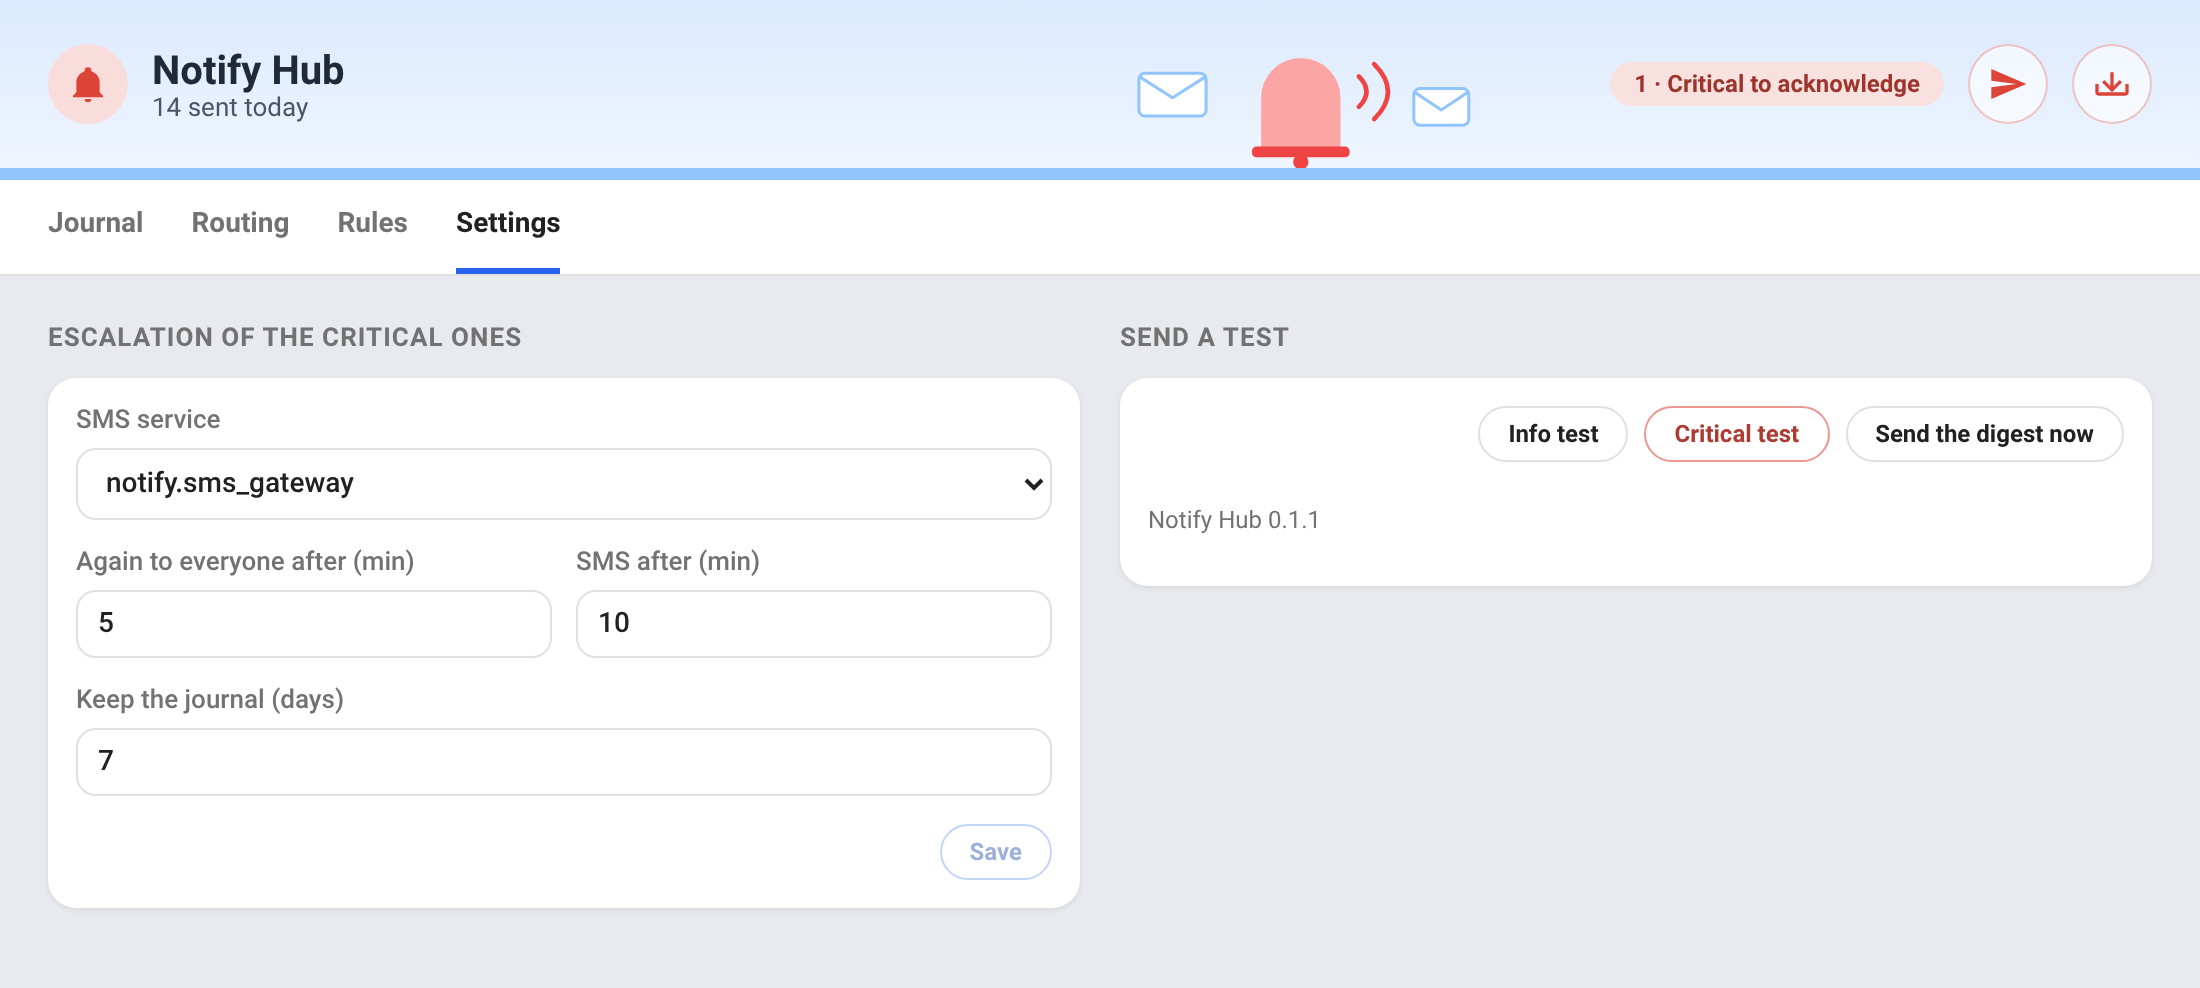 Notify Hub
14 sent today
1 · Critical to acknowledge
Journal
Routing
Rules
Settings
ESCALATION OF THE CRITICAL ONES
SMS service
notify.sms_gateway
Again to everyone after (min)
SMS after (min)
5
10
Keep the journal (days)
7
Save
SEND A TEST
Info test
Critical test
Send the digest now
Notify Hub 0.1.1